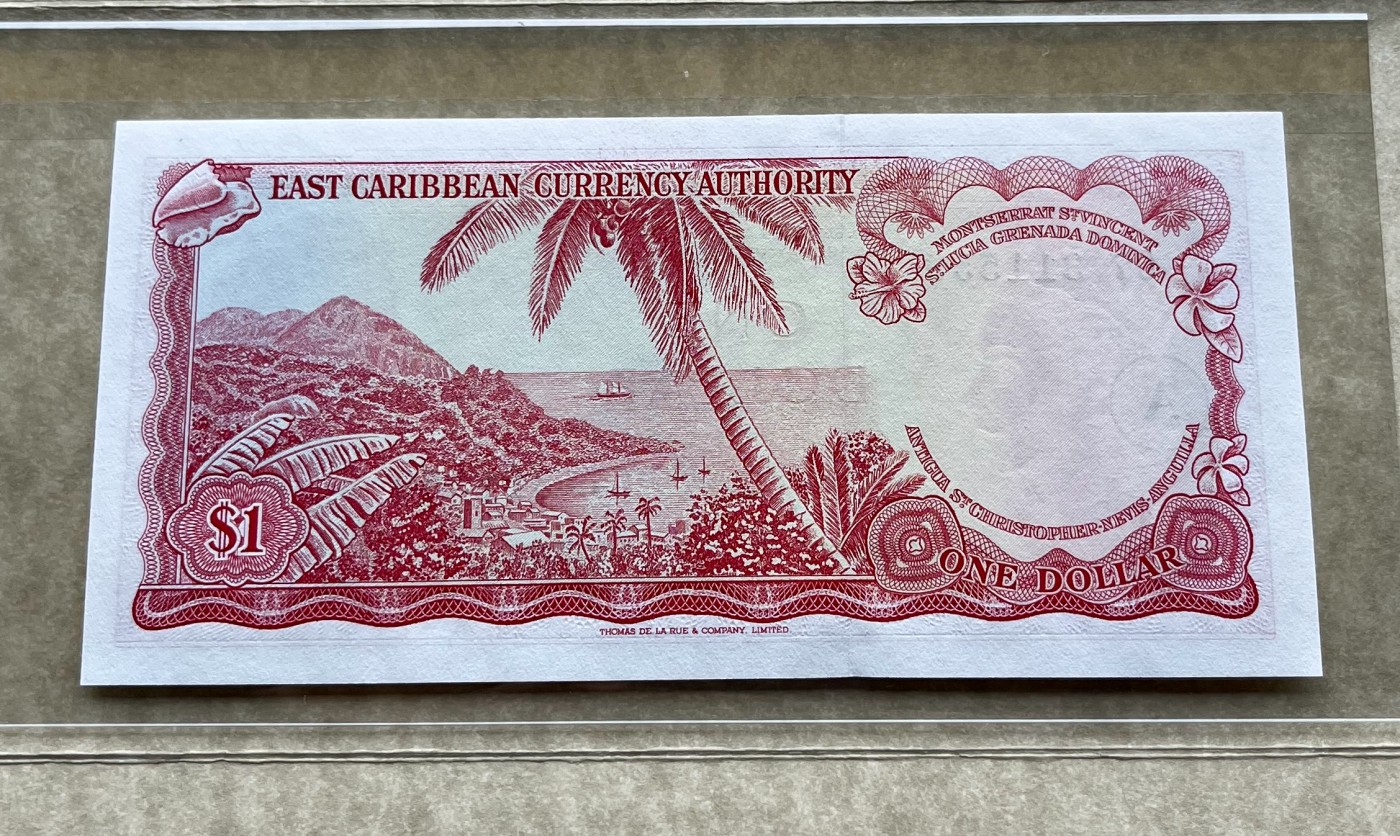 EAST CARIBBEAN CURRENCY AUTHORITY
MONTSERRAT ST VINCENT
ST LUCIA GRENADA DOMINICA
ANTIGUA ST CHRISTOPHER-NEVIS-ANGUILLA
$1
ONE DOLLAR
THOMAS DE LA RUE & COMPANY, LIMITED